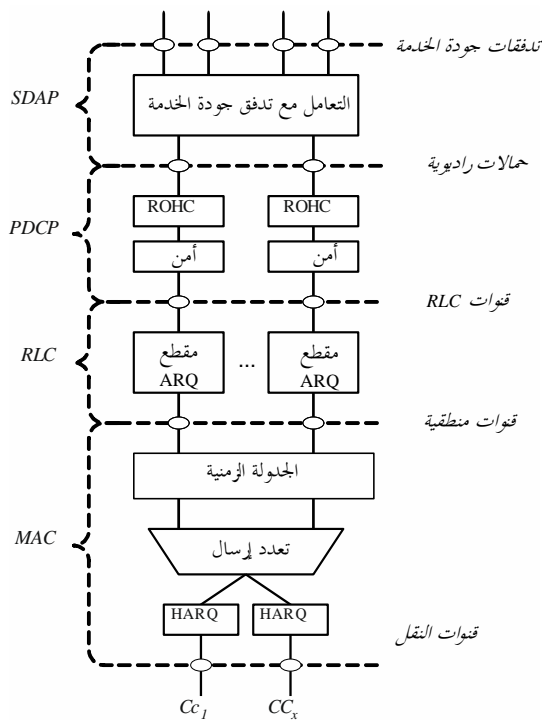 تدفقات جودة الخدمة
SDAP
التعامل مع تدفق جودة الخدمة
حمالات راديوية
ROHC ROHC
PDCP
أمن أمن
قنوات RLC
RLC
مقطع ... مقطع
ARQ ARQ
قنوات منطقية
الجدولة الزمنية
MAC
تعدد إرسال
HARQ HARQ
قنوات النقل
Cc1 CCx